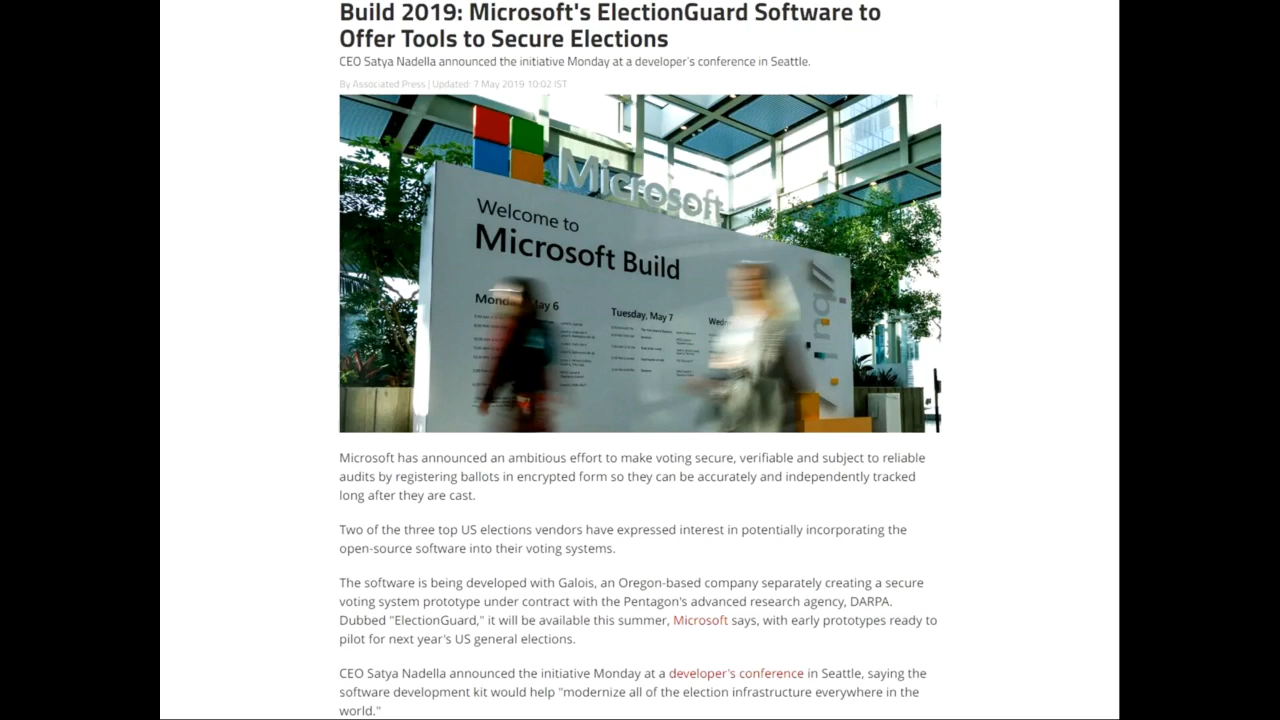 Build 2019: Microsoft's ElectionGuard Software to
Offer Tools to Secure Elections
CEO Satya Nadella announced the initiative Monday at a developer's conference in Seattle.
By Associated Press | Updated: 7 May 2019 10:02 IST
Microsoft
Welcome to
Microsoft Build
May 6
Tuesday, May 7
Microsoft has announced an ambitious effort to make voting secure, verifiable and subject to reliable
audits by registering ballots in encrypted form so they can be accurately and independently tracked
long after they are cast.
Two of the three top US elections vendors have expressed interest in potentially incorporating the
open-source software into their voting systems.
The software is being developed with Galois, an Oregon-based company separately creating a secure
voting system prototype under contract with the Pentagon's advanced research agency, DARPA.
Dubbed "ElectionGuard," it will be available this summer, Microsoft says, with early prototypes ready to
pilot for next year's US general elections.
CEO Satya Nadella announced the initiative Monday at a developer's conference in Seattle, saying the
software development kit would help "modernize all of the election infrastructure everywhere in the
world."